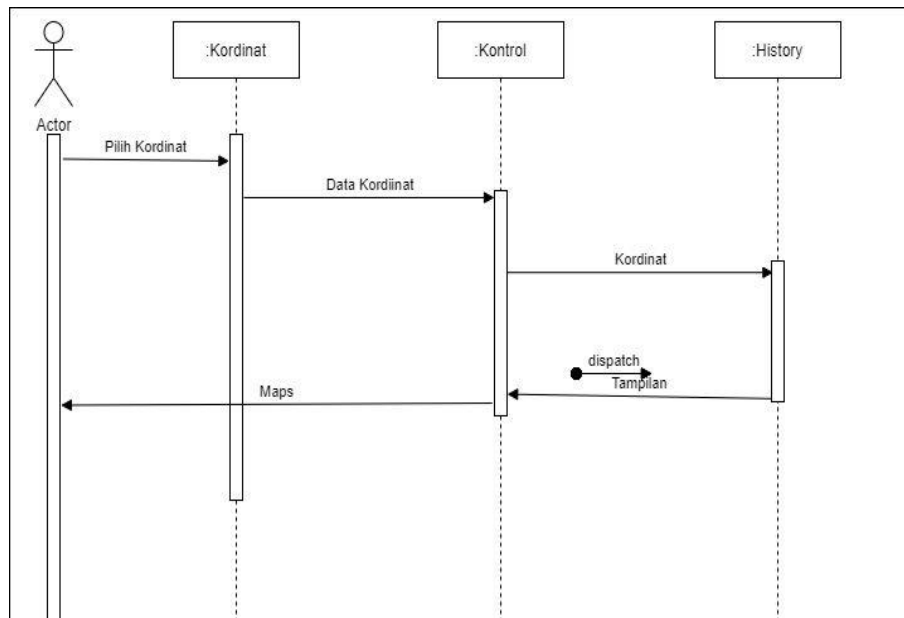 :Kordinat
:Kontrol
:History
Actor
Pilih Kordinat
Data Kordiinat
Kordinat
dispatch
Tampilan
Maps